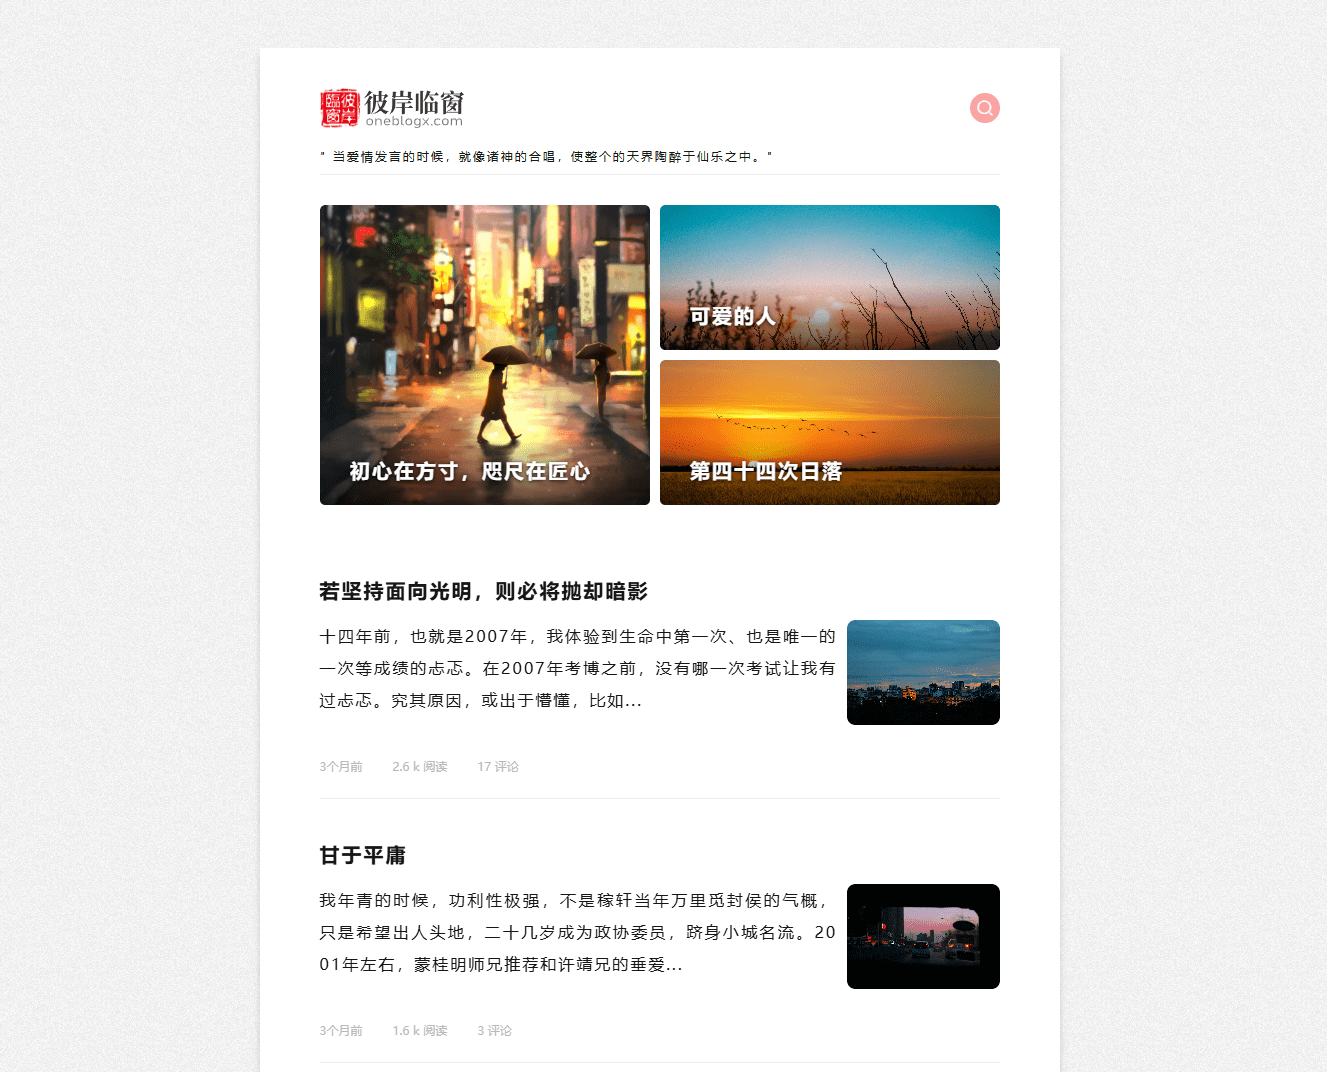 臨窗彼岸
彼岸临窗
oneblogx.com
" 当爱情发言的时候，就像诸神的合唱，使整个的天界陶醉于仙乐之中。"
初心在方寸，咫尺在匠心
可爱的人
第四十四次日落
若坚持面向光明，则必将抛却暗影
十四年前，也就是2007年，我体验到生命中第一次、也是唯一的
一次等成绩的忐忑。在2007年考博之前，没有哪一次考试让我有
过忐忑。究其原因，或出于懵懂，比如...
3个月前 2.6 k 阅读 17 评论
甘于平庸
我年青的时候，功利性极强，不是稼轩当年万里觅封侯的气概，
只是希望出人头地，二十几岁成为政协委员，跻身小城名流。20
01年左右，蒙桂明师兄推荐和许靖兄的垂爱...
3个月前 1.6 k 阅读 3 评论